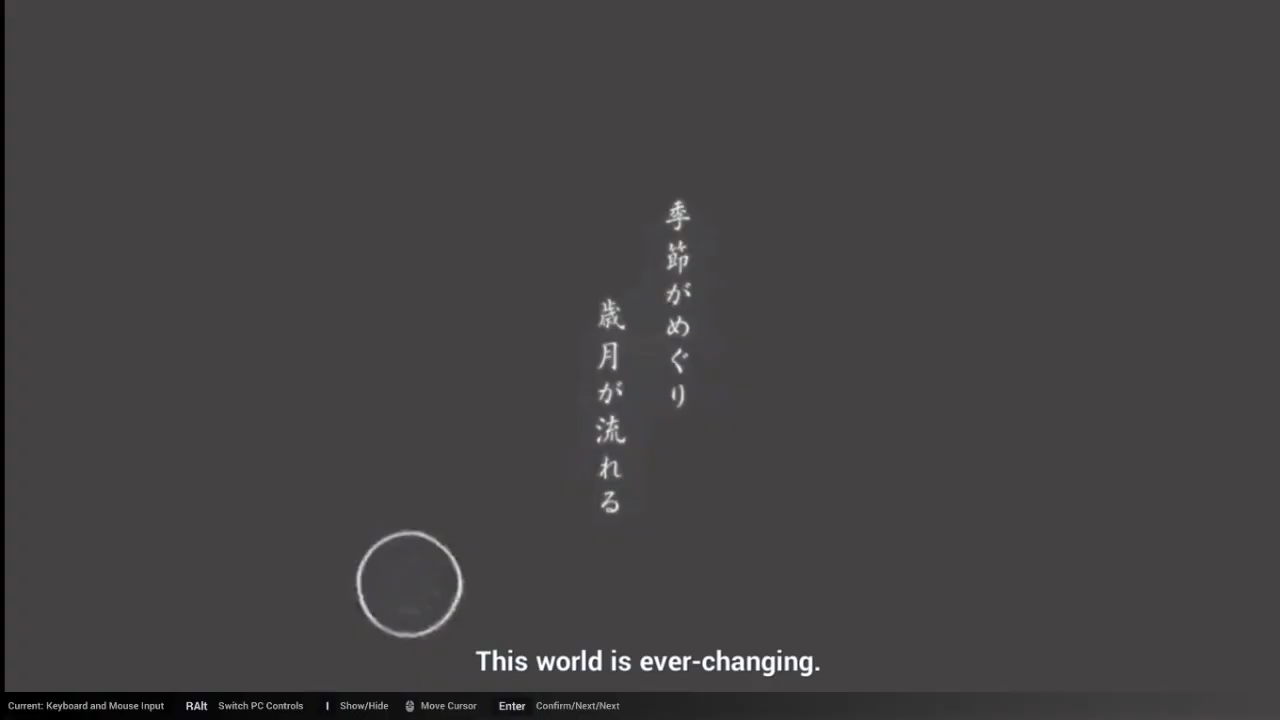 季節がめぐり
歳月が流れる
This world is ever-changing.
Current: Keyboard and Mouse Input RAlt Switch PC Controls I Show/Hide Move Cursor Enter Confirm/Next/Next